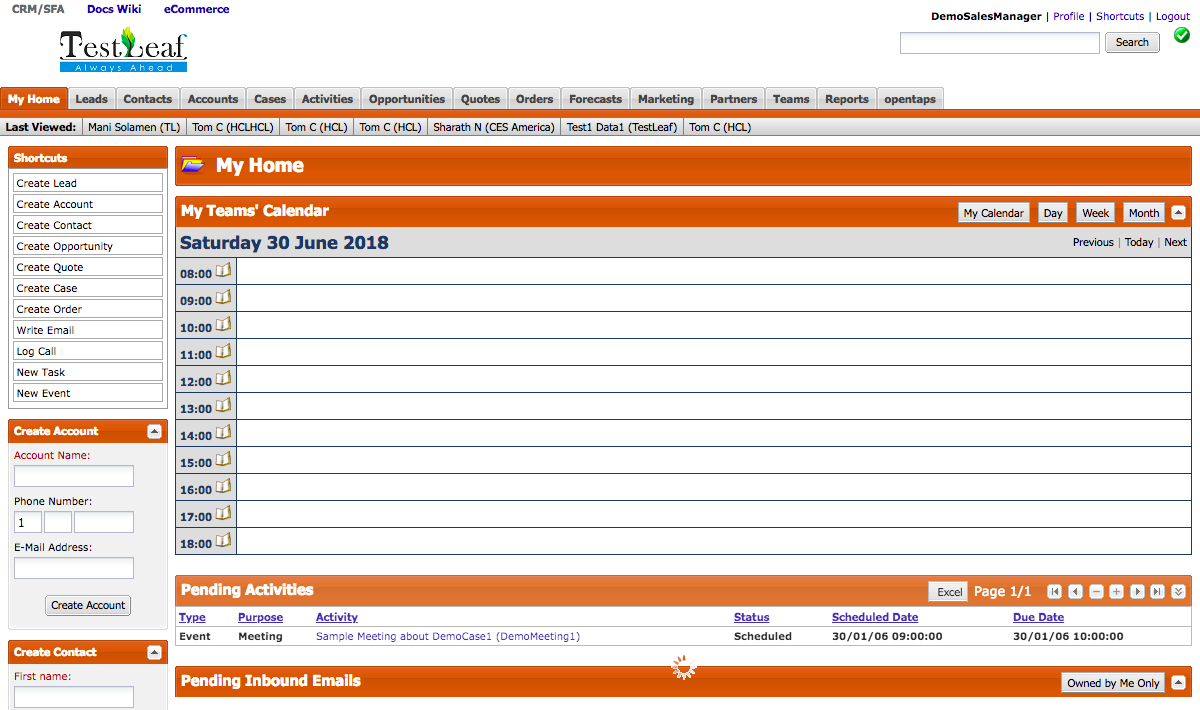 CRM/SFA Docs Wiki eCommerce
DemoSalesManager | Profile | Shortcuts | Logout
TestLeaf
Always Ahead
Search
My Home Leads Contacts Accounts Cases Activities Opportunities Quotes Orders Forecasts Marketing Partners Teams Reports opentaps
Last Viewed: Mani Solamen (TL) Tom C (HCLHCL) Tom C (HCL) Tom C (HCL) Sharath N (CES America) Test1 Data1 (TestLeaf) Tom C (HCL)
Shortcuts
Create Lead
Create Account
Create Contact
Create Opportunity
Create Quote
Create Case
Create Order
Write Email
Log Call
New Task
New Event
Create Account
Account Name:
Phone Number:
1
E-Mail Address:
Create Account
Create Contact
First name:
My Home
My Teams' Calendar My Calendar Day Week Month
Saturday 30 June 2018 Previous | Today | Next
08:00
09:00
10:00
11:00
12:00
13:00
14:00
15:00
16:00
17:00
18:00
Pending Activities Excel Page 1/1
Type Purpose Activity Status Scheduled Date Due Date
Event Meeting Sample Meeting about DemoCase1 (DemoMeeting1) Scheduled 30/01/06 09:00:00 30/01/06 10:00:00
Pending Inbound Emails Owned by Me Only